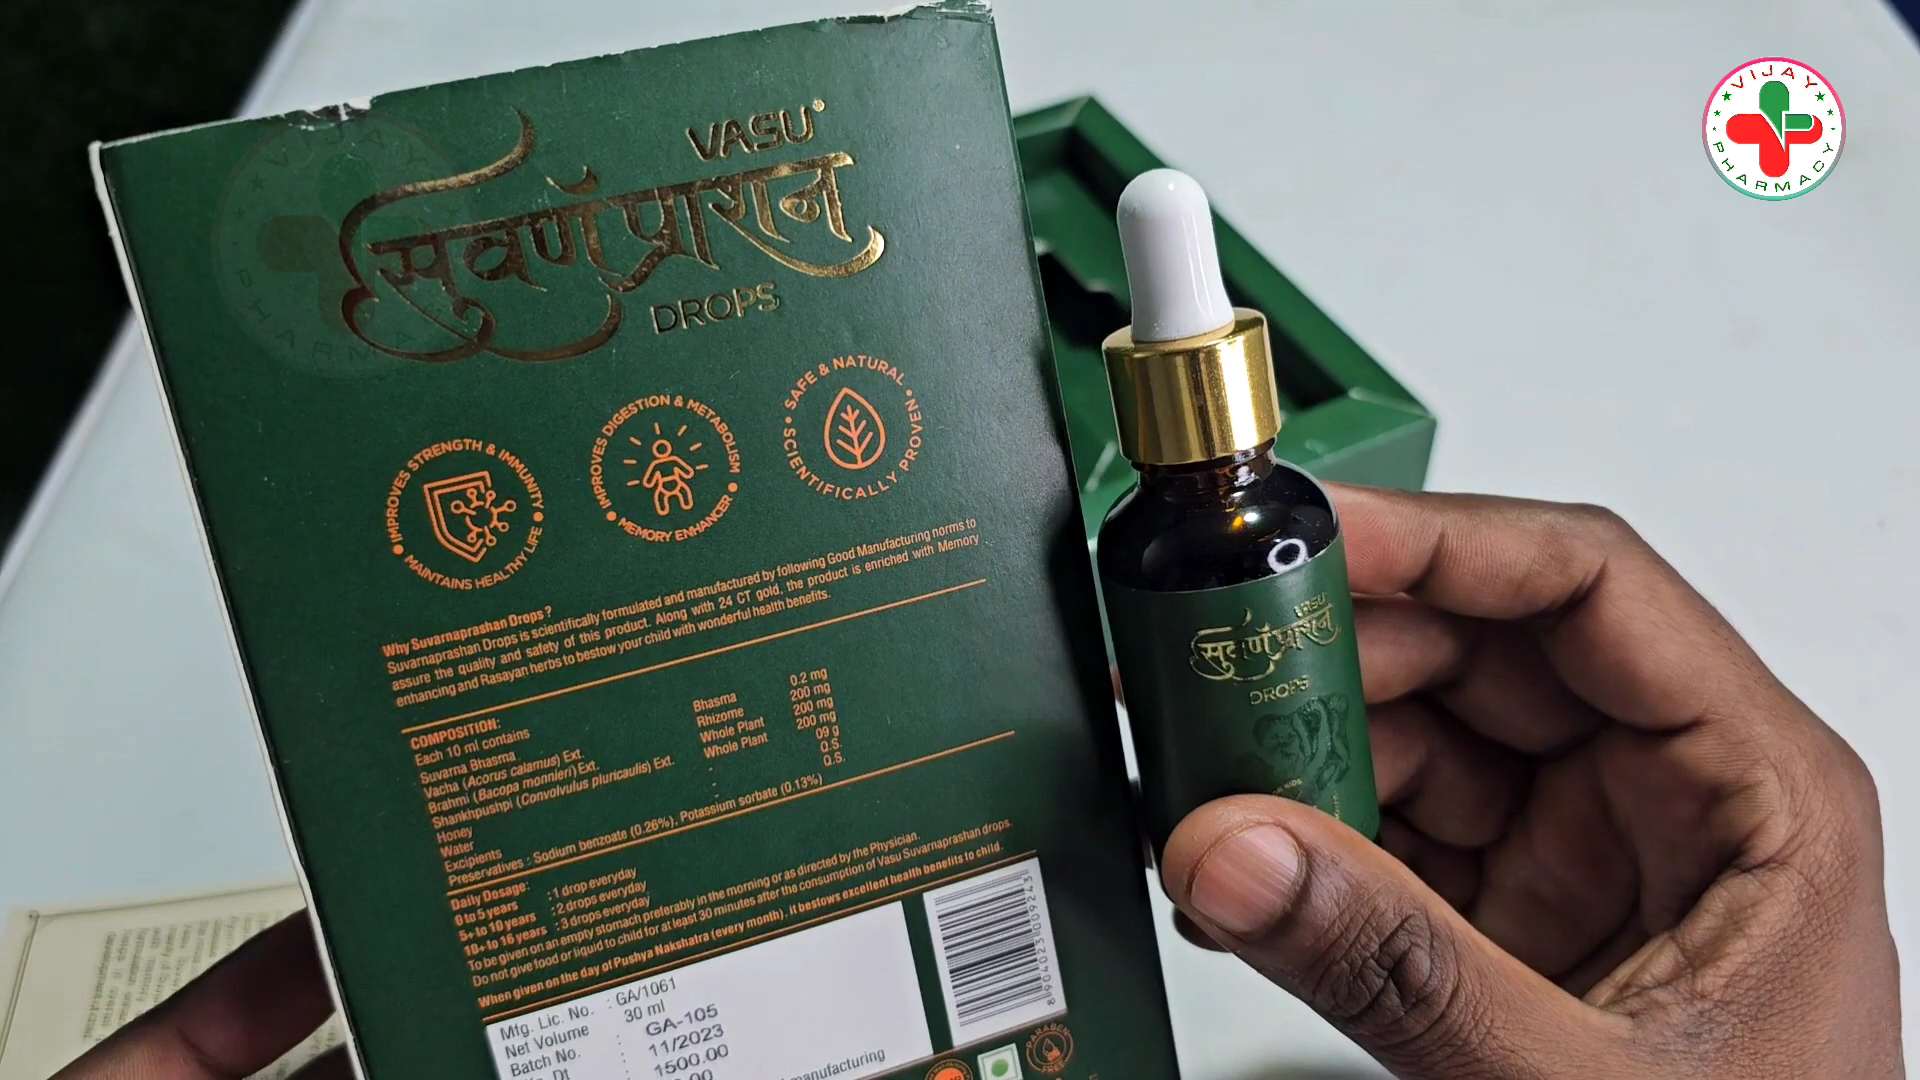 VASU®
सुवर्णप्राशन
DROPS
IMPROVES STRENGTH & IMMUNITY
MAINTAINS HEALTHY LIFE
IMPROVES DIGESTION & METABOLISM
MEMORY ENHANCER
SAFE & NATURAL
SCIENTIFICALLY PROVEN
Why Suvarnaprashan Drops ?
Suvarnaprashan Drops is scientifically formulated and manufactured by following Good Manufacturing norms to
assure the quality and safety of this product. Along with 24 CT gold, the product is enriched with Memory
enhancing and Rasayan herbs to bestow your child with wonderful health benefits.
COMPOSITION:
Each 10 ml contains
Suvarna Bhasma Bhasma 0.2 mg
Vacha (Acorus calamus) Ext. Rhizome 200 mg
Brahmi (Bacopa monnieri) Ext. Whole Plant 200 mg
Shankhpushpi (Convolvulus pluricaulis) Ext. Whole Plant 200 mg
Honey - 09 g
Water - Q.S.
Excipients - Q.S.
Preservatives : Sodium benzoate (0.26%), Potassium sorbate (0.13%)
Daily Dosage:
0 to 5 years : 1 drop everyday
5+ to 10 years : 2 drops everyday
10+ to 16 years : 3 drops everyday
To be given on an empty stomach preferably in the morning or as directed by the Physician.
Do not give food or liquid to child for at least 30 minutes after the consumption of Vasu Suvarnaprashan drops.
When given on the day of Pushya Nakshatra (every month), it bestows excellent health benefits to child.
Mfg. Lic. No. : GA/1061
Net Volume : 30 ml
Batch No. : GA-105
11/2023
1500.00
manufacturing
8904023009243
PARABEN
FREE
VASU
सुवर्णप्राशन
DROPS
VIJAY
PHARMACY
VIJAY
PHARMACY